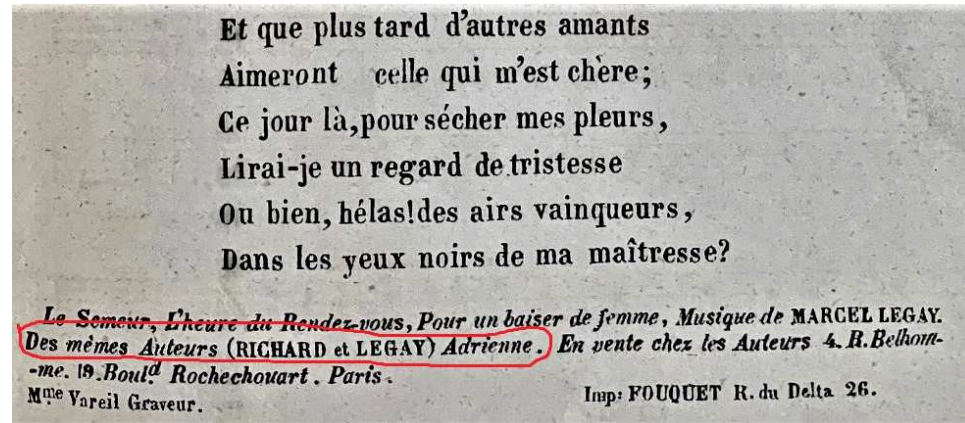 Et que plus tard d'autres amants
Aimeront celle qui m'est chère;
Ce jour là, pour sécher mes pleurs,
Lirai-je un regard de tristesse
Ou bien, hélas! des airs vainqueurs,
Dans les yeux noirs de ma maîtresse?
Le Semeur, L'heure du Rendez-vous, Pour un baiser de femme, Musique de MARCEL LEGAY.
Des mêmes Auteurs (RICHARD et LEGAY) Adrienne. En vente chez les Auteurs 4. R. Belhom-
-me. 19. Bould Rochechouart. Paris.
Mme Vareil Graveur. Imp: FOUQUET R. du Delta 26.